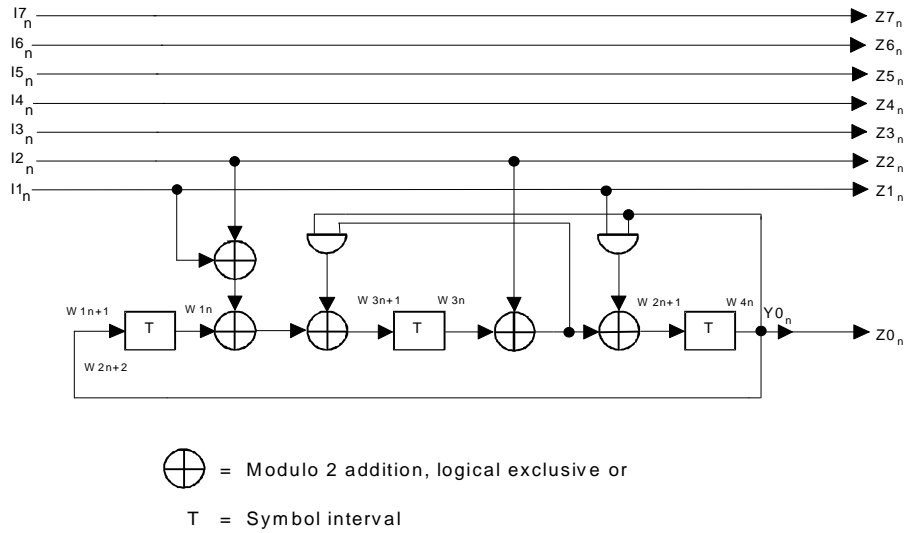 I7n Z7n
I6n Z6n
I5n Z5n
I4n Z4n
I3n Z3n
I2n Z2n
I1n Z1n
W 1n+1 W 1n W 3n+1 W 3n W 2n+1 W 4n Y0n
T T T Z0n
W 2n+2
= Modulo 2 addition, logical exclusive or
T = Symbol interval